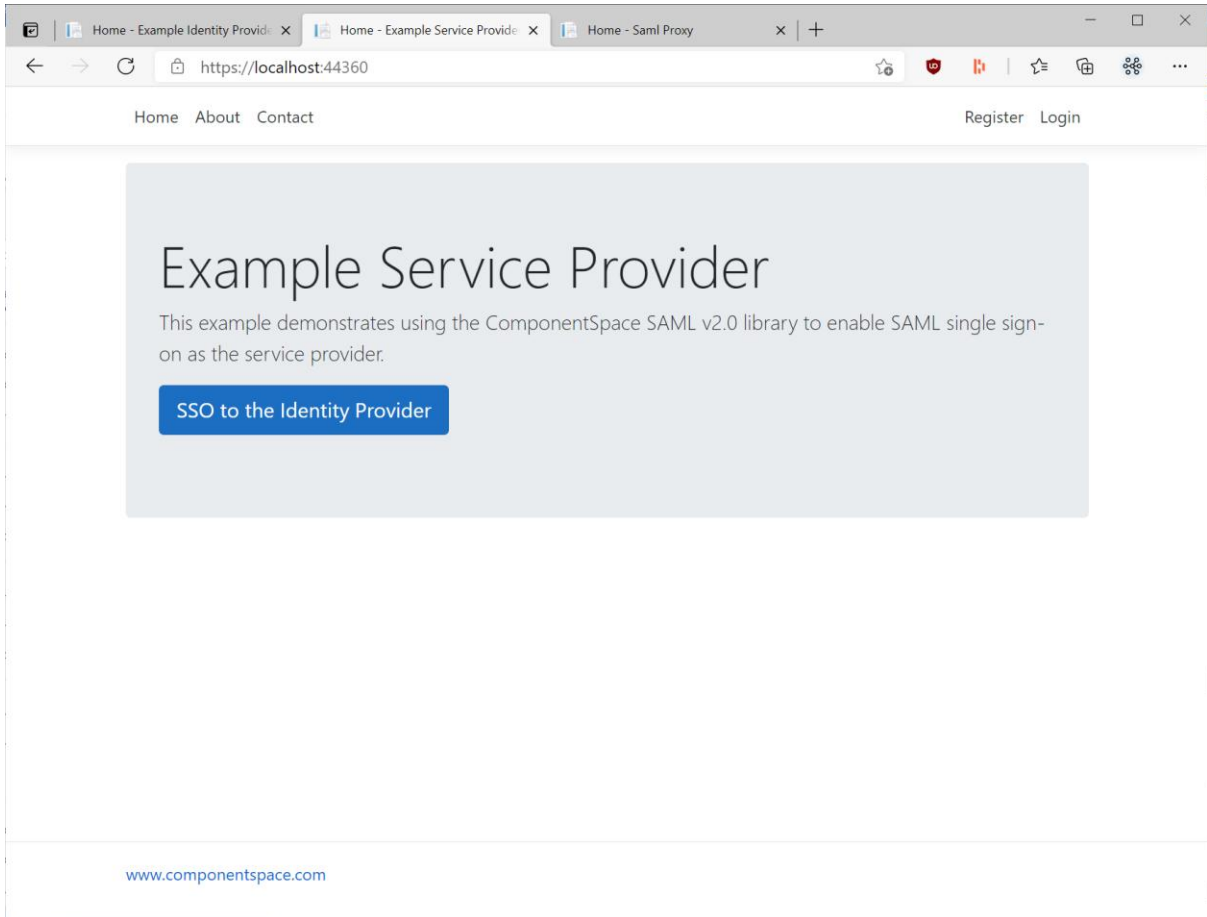 Home - Example Identity Provide
Home - Example Service Provide
Home - Saml Proxy
https://localhost:44360
Home About Contact
Register Login
Example Service Provider
This example demonstrates using the ComponentSpace SAML v2.0 library to enable SAML single sign-
on as the service provider.
SSO to the Identity Provider
www.componentspace.com